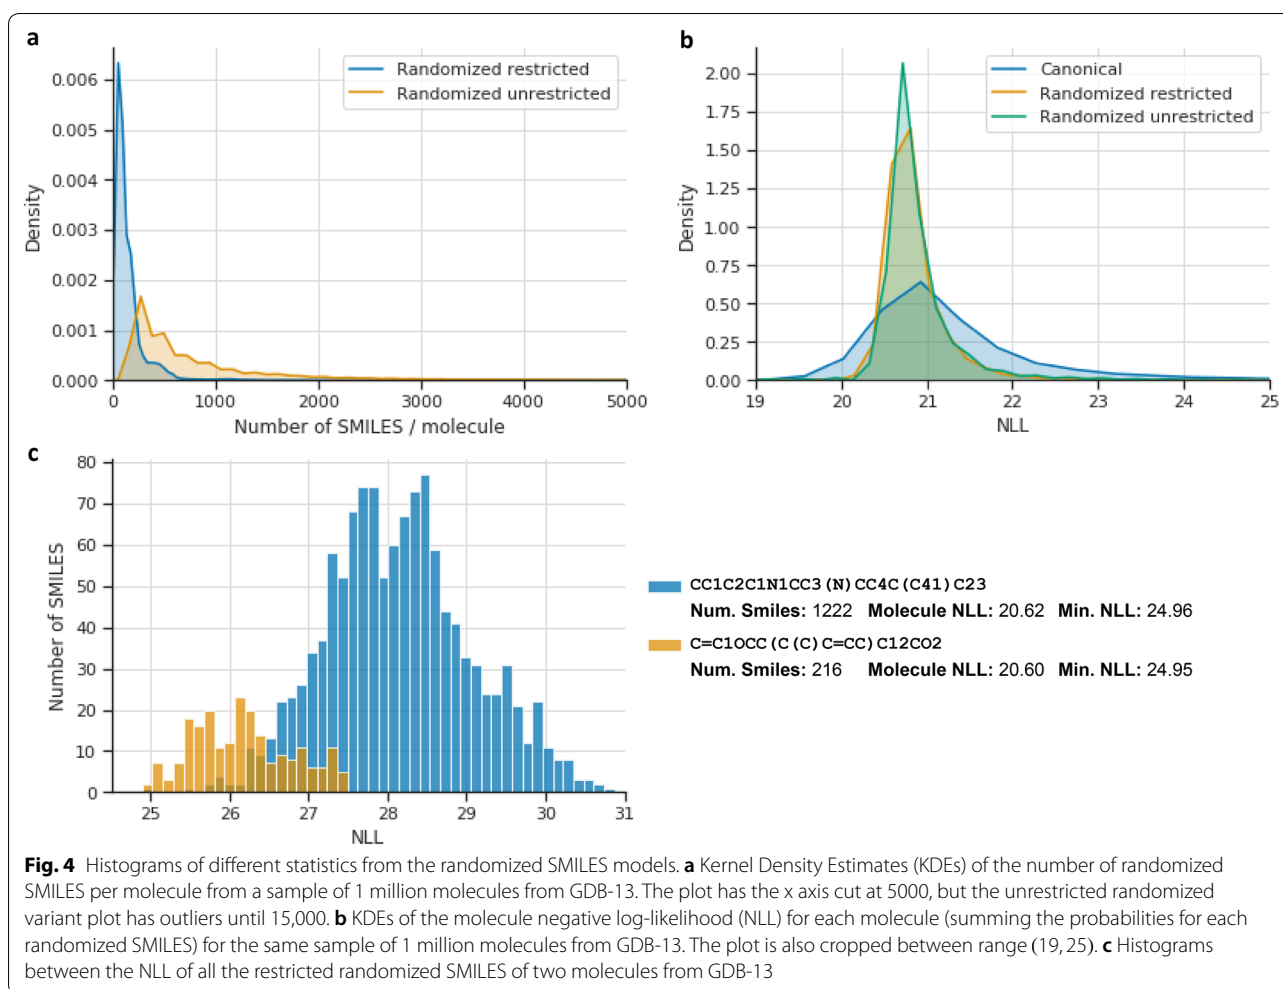 a
0.006
0.005
0.004
0.003
0.002
0.001
0.000
Density
0 1000 2000 3000 4000 5000
Number of SMILES / molecule
Randomized restricted
Randomized unrestricted
b
2.00
1.75
1.50
1.25
1.00
0.75
0.50
0.25
0.00
Density
19 20 21 22 23 24 25
NLL
Canonical
Randomized restricted
Randomized unrestricted
c
80
70
60
50
40
30
20
10
0
Number of SMILES
25 26 27 28 29 30 31
NLL
CC1C2C1N1CC3(N)CC4C(C41)C23
Num. Smiles: 1222 Molecule NLL: 20.62 Min. NLL: 24.96
C=C1OCC(C(C)C=CC)C12CO2
Num. Smiles: 216 Molecule NLL: 20.60 Min. NLL: 24.95
Fig. 4 Histograms of different statistics from the randomized SMILES models. a Kernel Density Estimates (KDEs) of the number of randomized
SMILES per molecule from a sample of 1 million molecules from GDB-13. The plot has the x axis cut at 5000, but the unrestricted randomized
variant plot has outliers until 15,000. b KDEs of the molecule negative log-likelihood (NLL) for each molecule (summing the probabilities for each
randomized SMILES) for the same sample of 1 million molecules from GDB-13. The plot is also cropped between range (19, 25). c Histograms
between the NLL of all the restricted randomized SMILES of two molecules from GDB-13